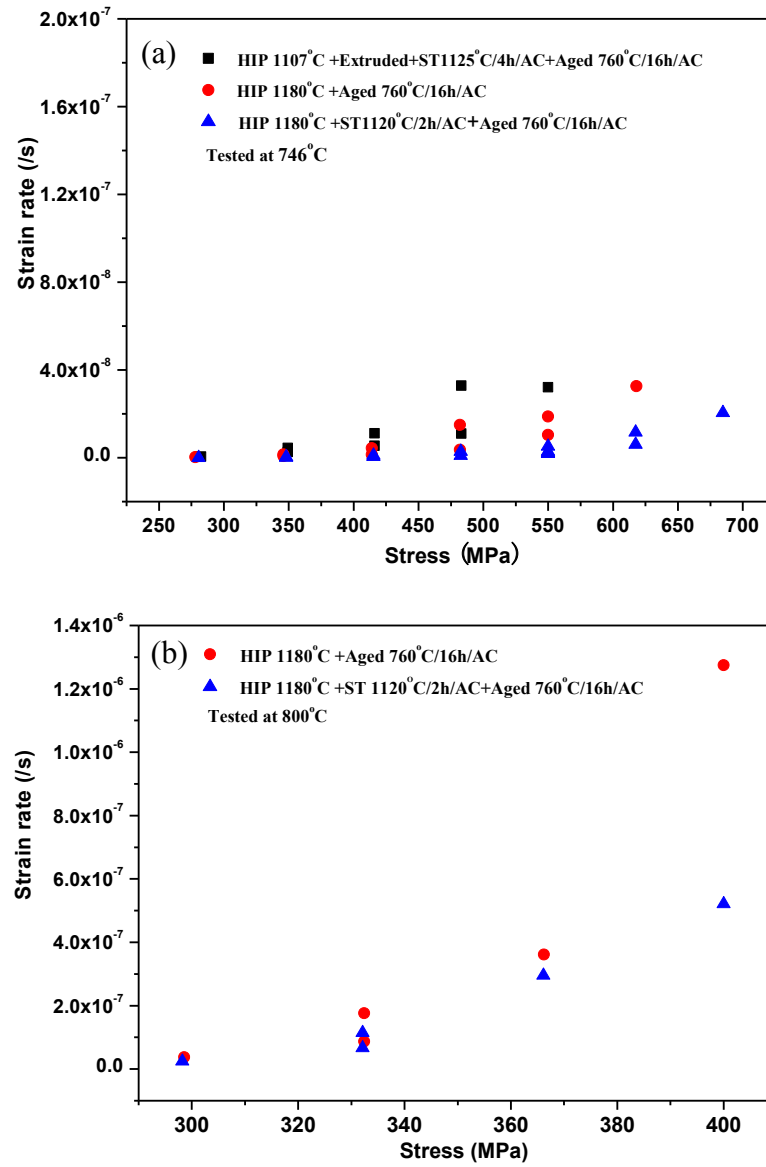 (a)
HIP 1107°C +Extruded+ST1125°C/4h/AC+Aged 760°C/16h/AC
HIP 1180°C +Aged 760°C/16h/AC
HIP 1180°C +ST1120°C/2h/AC+Aged 760°C/16h/AC
Tested at 746°C
2.0x10⁻⁷
1.6x10⁻⁷
1.2x10⁻⁷
8.0x10⁻⁸
4.0x10⁻⁸
0.0
Strain rate (/s)
250 300 350 400 450 500 550 600 650 700
Stress (MPa)
(b)
HIP 1180°C +Aged 760°C/16h/AC
HIP 1180°C +ST 1120°C/2h/AC+Aged 760°C/16h/AC
Tested at 800°C
1.4x10⁻⁶
1.2x10⁻⁶
1.0x10⁻⁶
8.0x10⁻⁷
6.0x10⁻⁷
4.0x10⁻⁷
2.0x10⁻⁷
0.0
Strain rate (/s)
300 320 340 360 380 400
Stress (MPa)